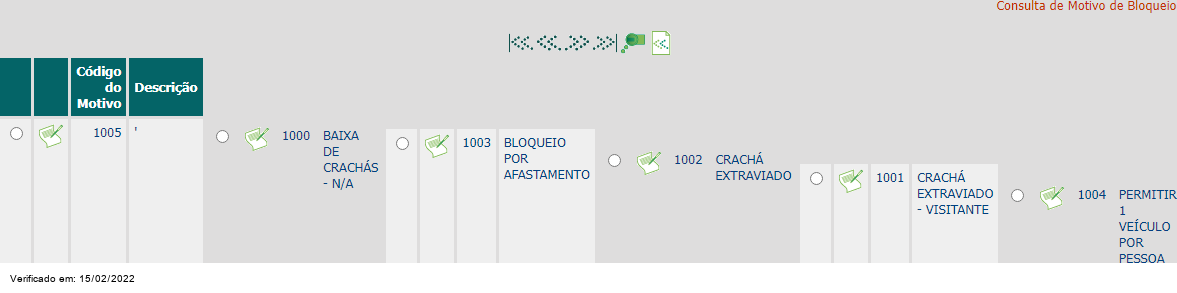 Consulta de Motivo de Bloqueio
Código
do
Motivo
Descrição
1005
'
1000
BAIXA
DE
CRACHÁS
- N/A
1003
BLOQUEIO
POR
AFASTAMENTO
1002
CRACHÁ
EXTRAVIADO
1001
CRACHÁ
EXTRAVIADO
- VISITANTE
1004
PERMITIR
1
VEÍCULO
POR
PESSOA
Verificado em: 15/02/2022